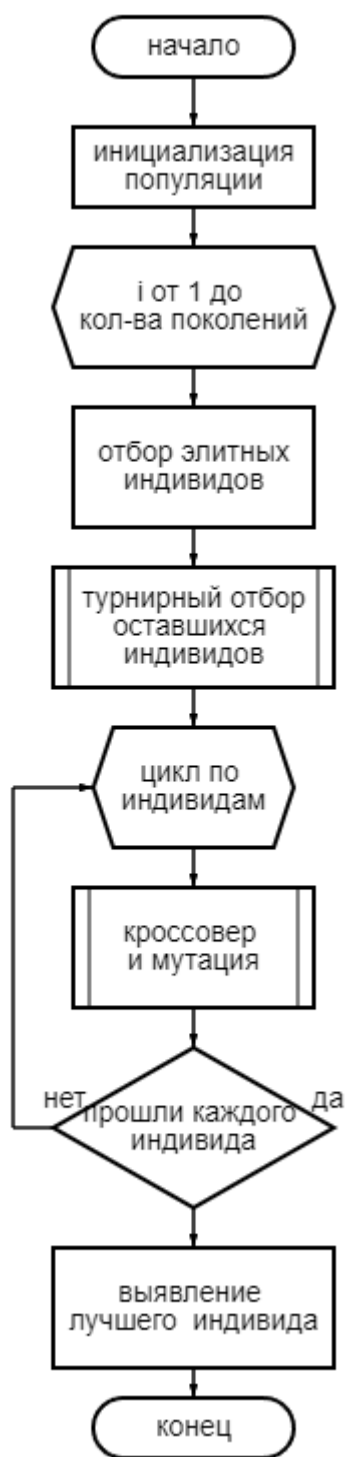 начало
инициализация
популяции
i от 1 до
кол-ва поколений
отбор элитных
индивидов
турнирный отбор
оставшихся
индивидов
цикл по
индивидам
кроссовер
и мутация
нет
да
прошли каждого
индивида
выявление
лучшего индивида
конец